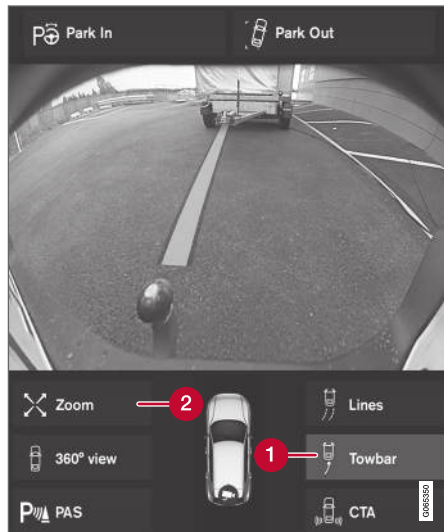 Park In
Park Out
Zoom
2
Lines
360° view
1
Towbar
PAS
CTA
G065350